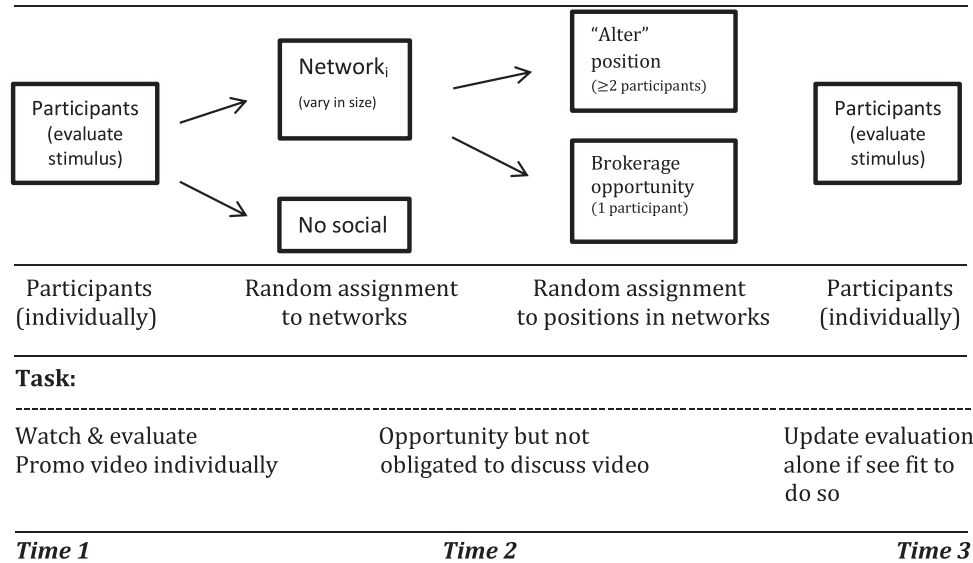 Participants
(evaluate
stimulus)
Networkᵢ
(vary in size)
No social
“Alter”
position
(≥2 participants)
Brokerage
opportunity
(1 participant)
Participants
(evaluate
stimulus)
Participants
(individually)
Random assignment
to networks
Random assignment
to positions in networks
Participants
(individually)
Task:
Watch & evaluate
Promo video individually
Opportunity but not
obligated to discuss video
Update evaluation
alone if see fit to
do so
Time 1
Time 2
Time 3